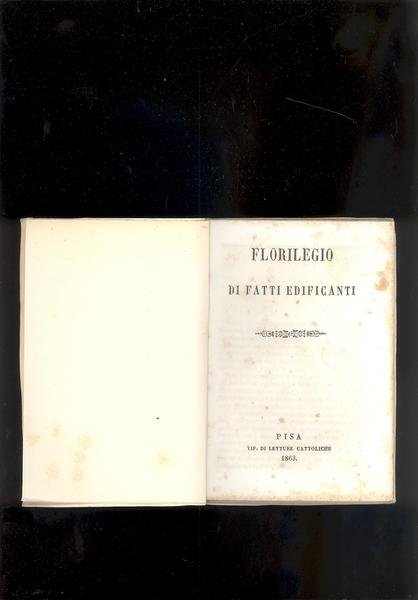 FLORILEGIO
DI FATTI EDIFICANTI
PISA
TIP. DI LETTURE CATTOLICHE
1863.